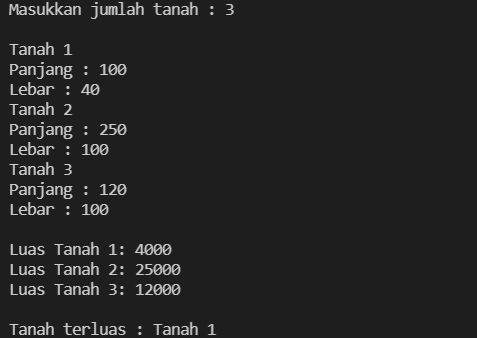 Masukkan jumlah tanah : 3
Tanah 1
Panjang : 100
Lebar : 40
Tanah 2
Panjang : 250
Lebar : 100
Tanah 3
Panjang : 120
Lebar : 100
Luas Tanah 1: 4000
Luas Tanah 2: 25000
Luas Tanah 3: 12000
Tanah terluas : Tanah 1